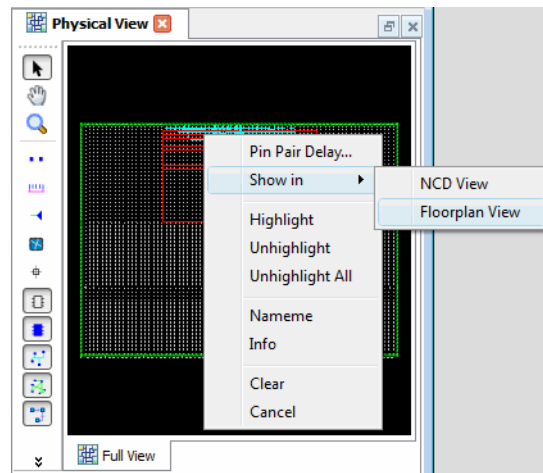 Physical View
Pin Pair Delay...
Show in
NCD View
Floorplan View
Highlight
Unhighlight
Unhighlight All
Nameme
Info
Clear
Cancel
Full View